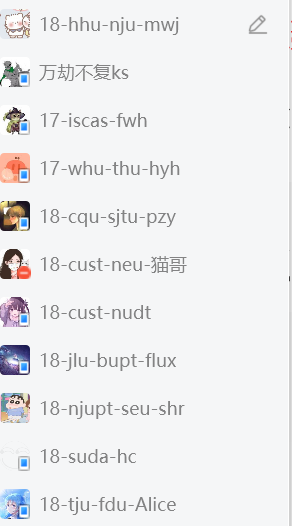 18-hhu-nju-mwj
万劫不复ks
17-iscas-fwh
17-whu-thu-hyh
18-cqu-sjtu-pzy
18-cust-neu-猫哥
18-cust-nudt
18-jlu-bupt-flux
18-njupt-seu-shr
18-suda-hc
18-tju-fdu-Alice